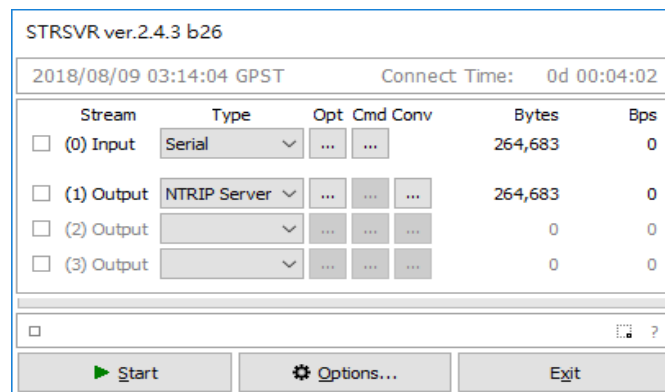 STRSVR ver.2.4.3 b26
2018/08/09 03:14:04 GPST Connect Time: 0d 00:04:02
Stream Type Opt Cmd Conv Bytes Bps
(0) Input Serial ... ... 264,683 0
(1) Output NTRIP Server ... ... ... 264,683 0
(2) Output ... ... ... 0 0
(3) Output ... ... ... 0 0
?
Start Options... Exit